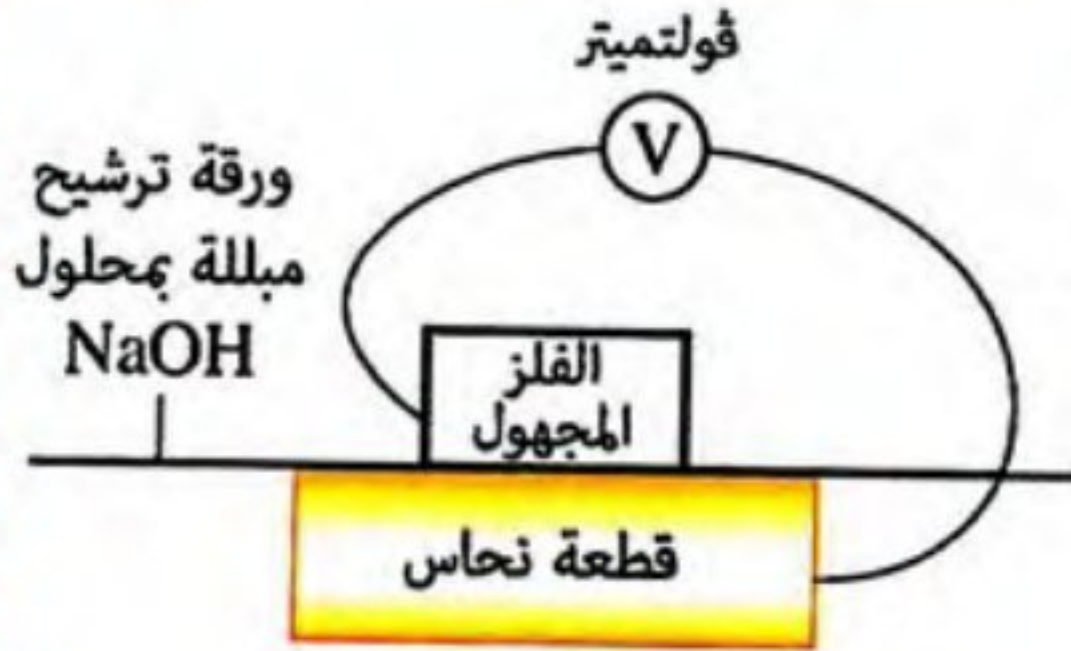 ڤولتميتر
V
ورقة ترشيح
مبللة بمحلول
NaOH
الفلز
المجهول
قطعة نحاس